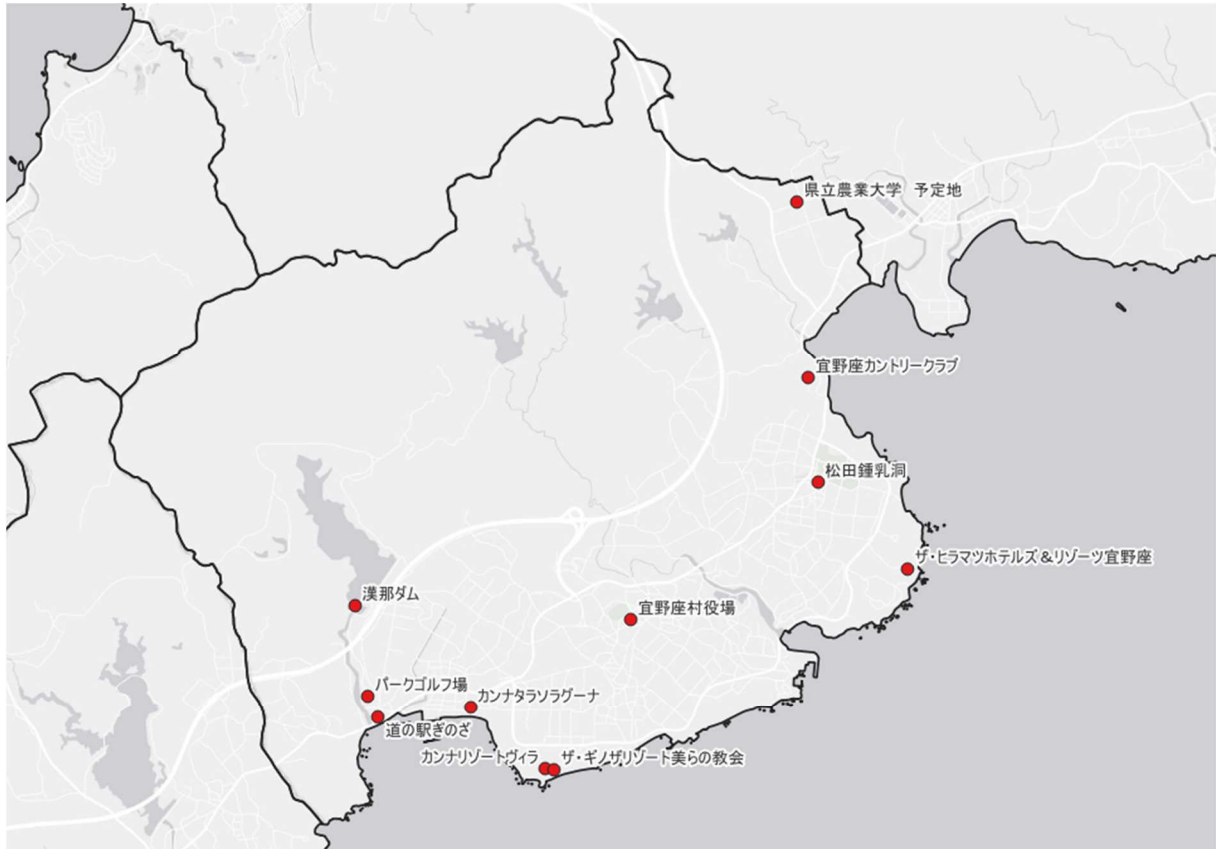 県立農業大学 予定地
宜野座カントリークラブ
松田鍾乳洞
ザ・ヒラマツホテルズ＆リゾーツ宜野座
漢那ダム
宜野座村役場
パークゴルフ場
カンナタラソラグーナ
道の駅ぎのざ
カンナリゾートヴィラ
ザ・ギノザリゾート美らの教会